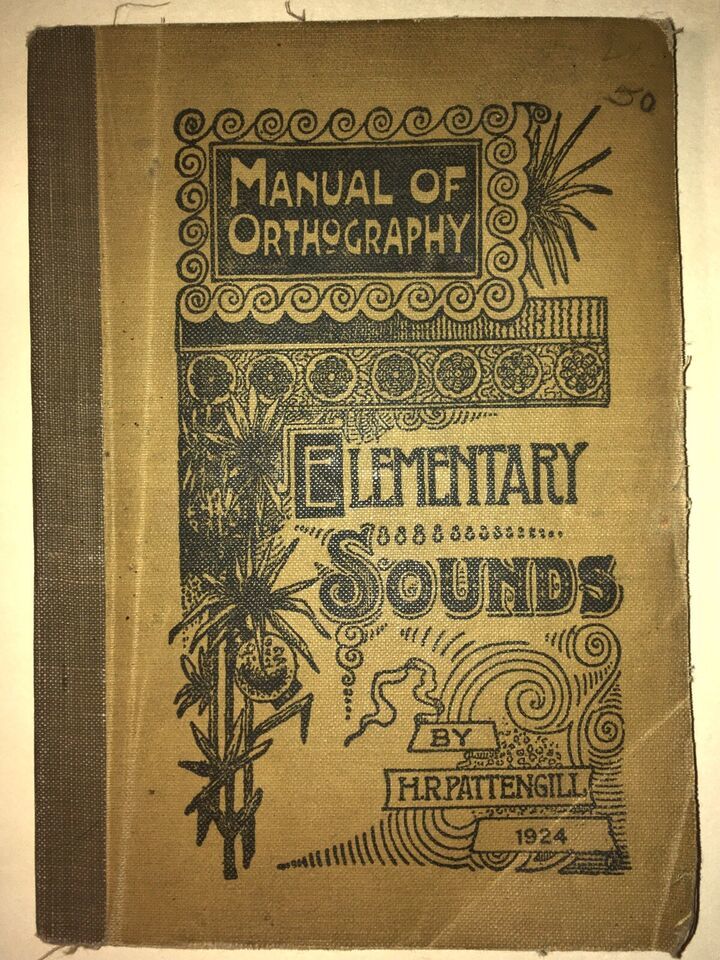 50
MANUAL OF
ORTHOGRAPHY
ELEMENTARY
SOUNDS
BY
H.R.PATTENGILL
1924